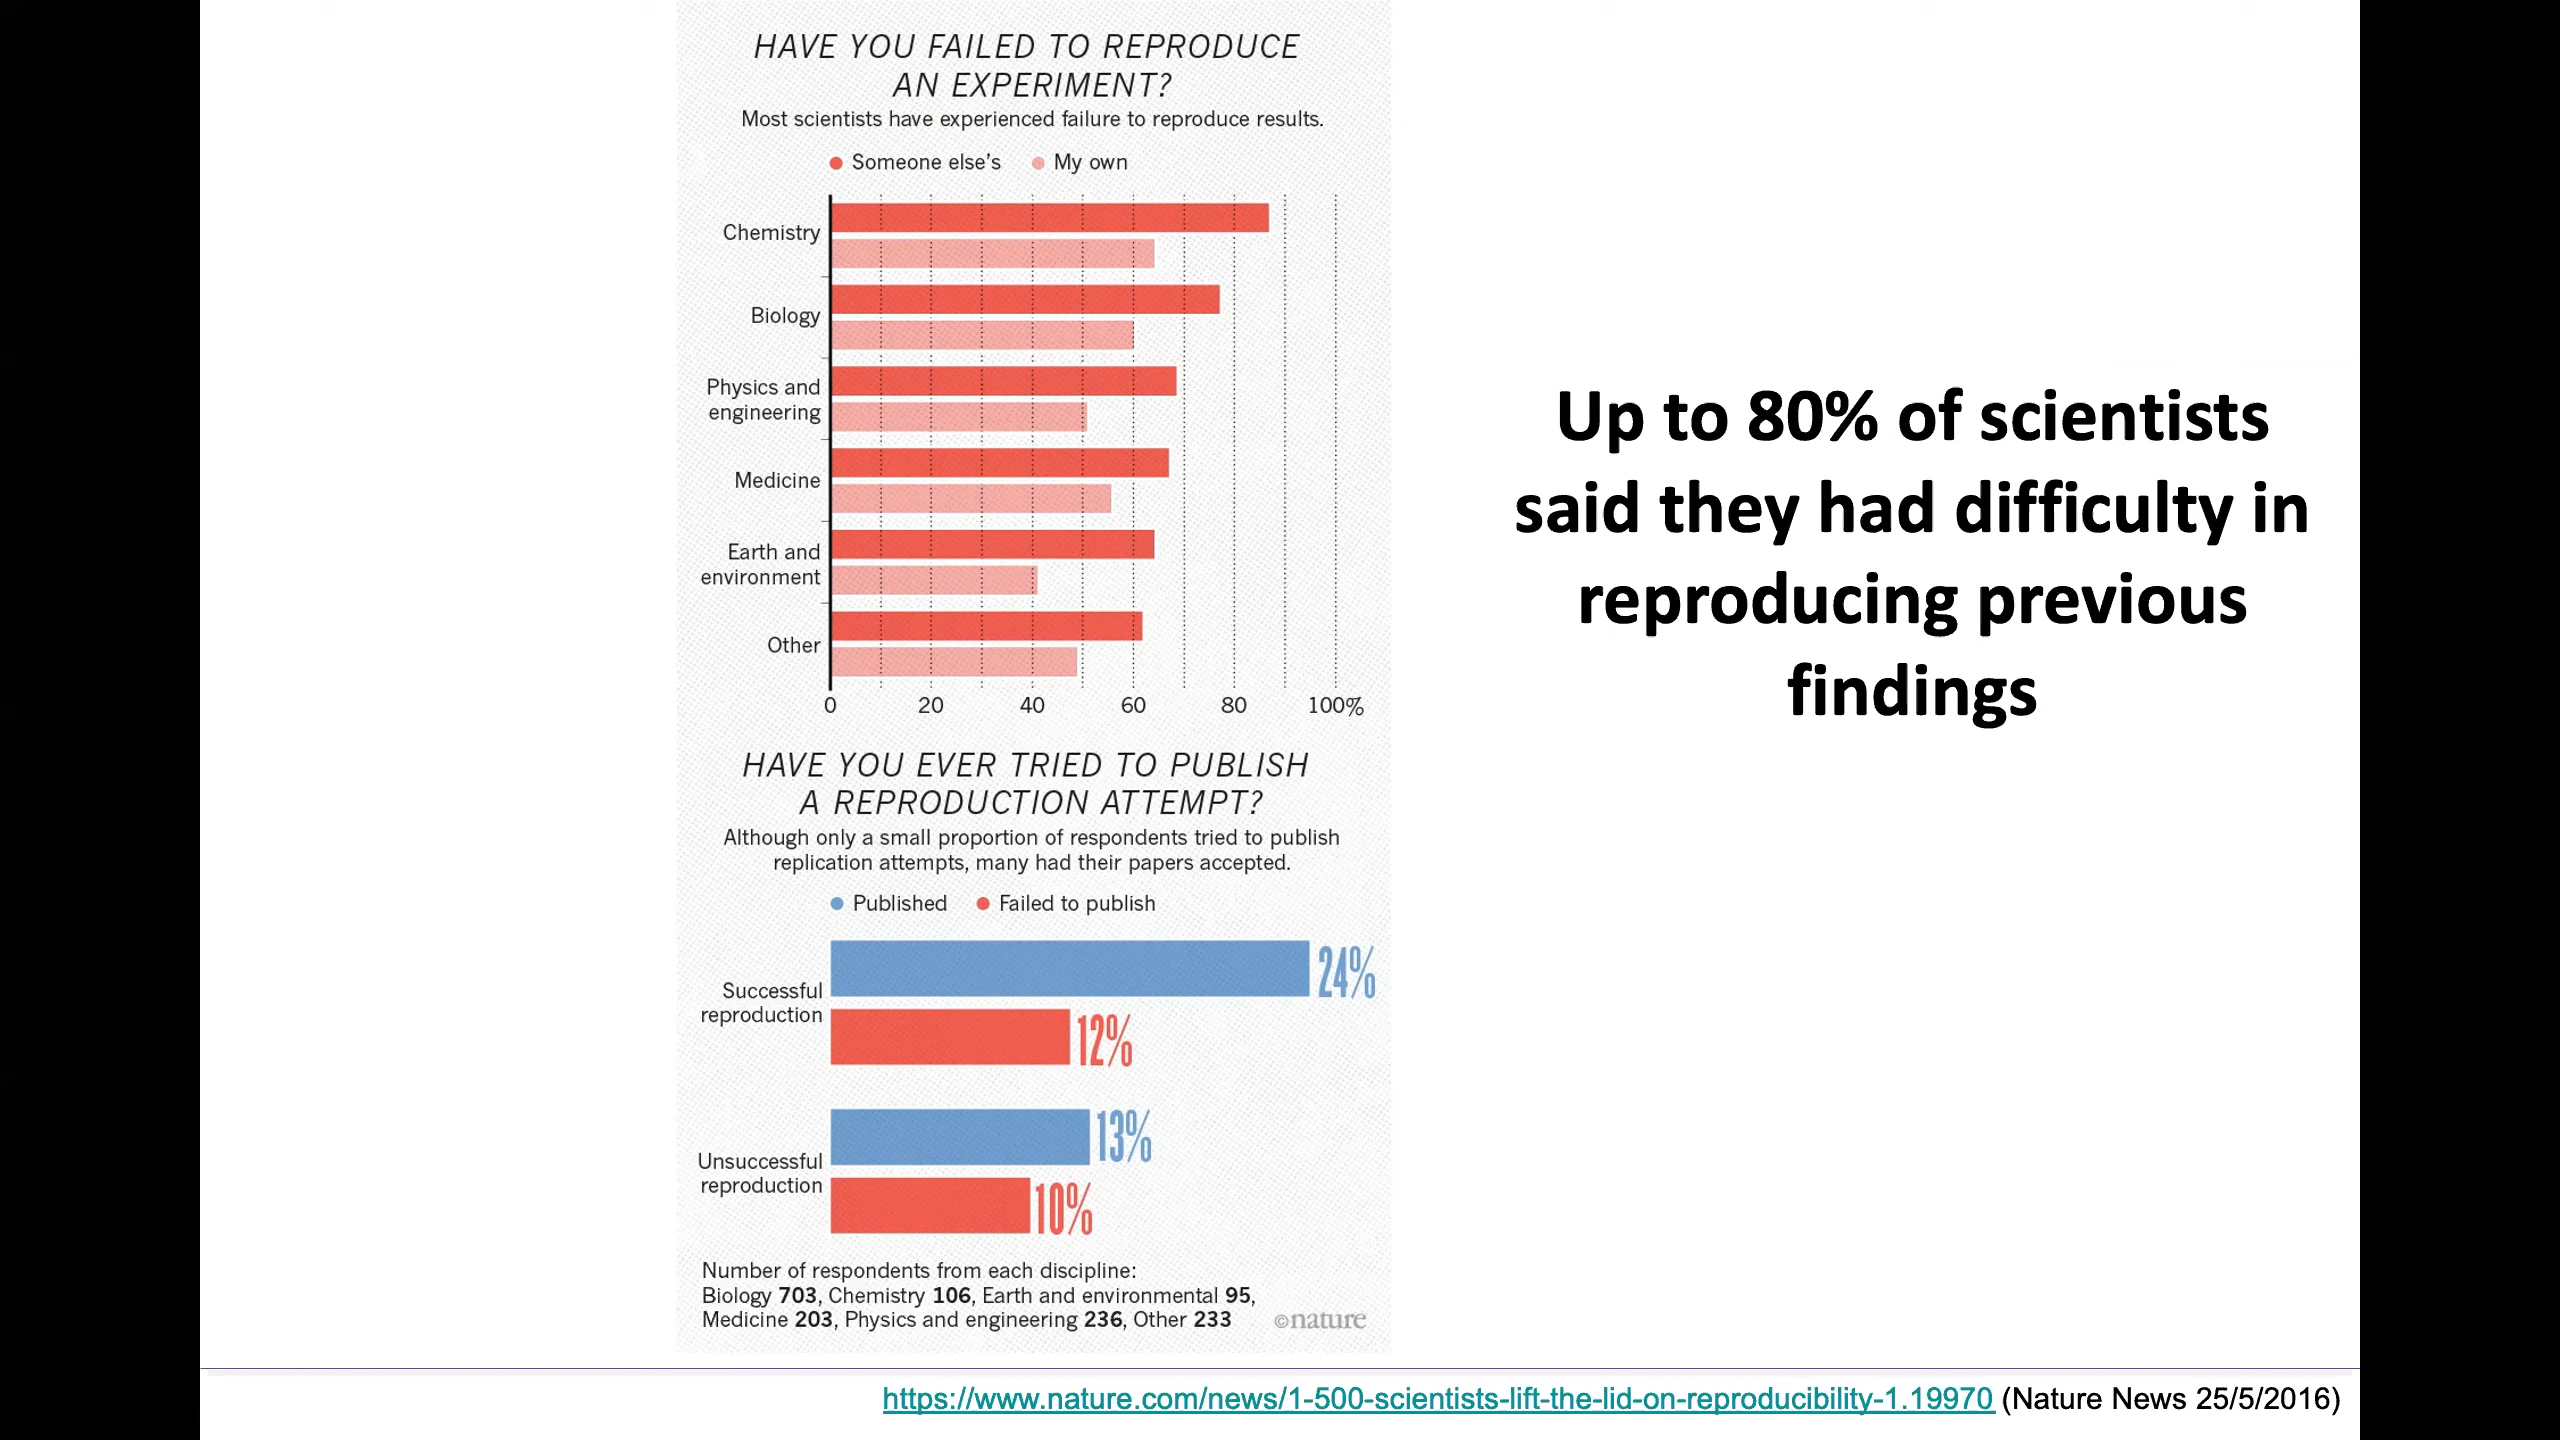 HAVE YOU FAILED TO REPRODUCE
AN EXPERIMENT?
Most scientists have experienced failure to reproduce results.
Someone else's My own
Chemistry
Biology
Physics and
engineering
Medicine
Earth and
environment
Other
0 20 40 60 80 100%
HAVE YOU EVER TRIED TO PUBLISH
A REPRODUCTION ATTEMPT?
Although only a small proportion of respondents tried to publish
replication attempts, many had their papers accepted.
Published Failed to publish
24%
Successful
reproduction
12%
13%
Unsuccessful
reproduction
10%
Number of respondents from each discipline:
Biology 703, Chemistry 106, Earth and environmental 95,
Medicine 203, Physics and engineering 236, Other 233
©nature
Up to 80% of scientists
said they had difficulty in
reproducing previous
findings
https://www.nature.com/news/1-500-scientists-lift-the-lid-on-reproducibility-1.19970 (Nature News 25/5/2016)